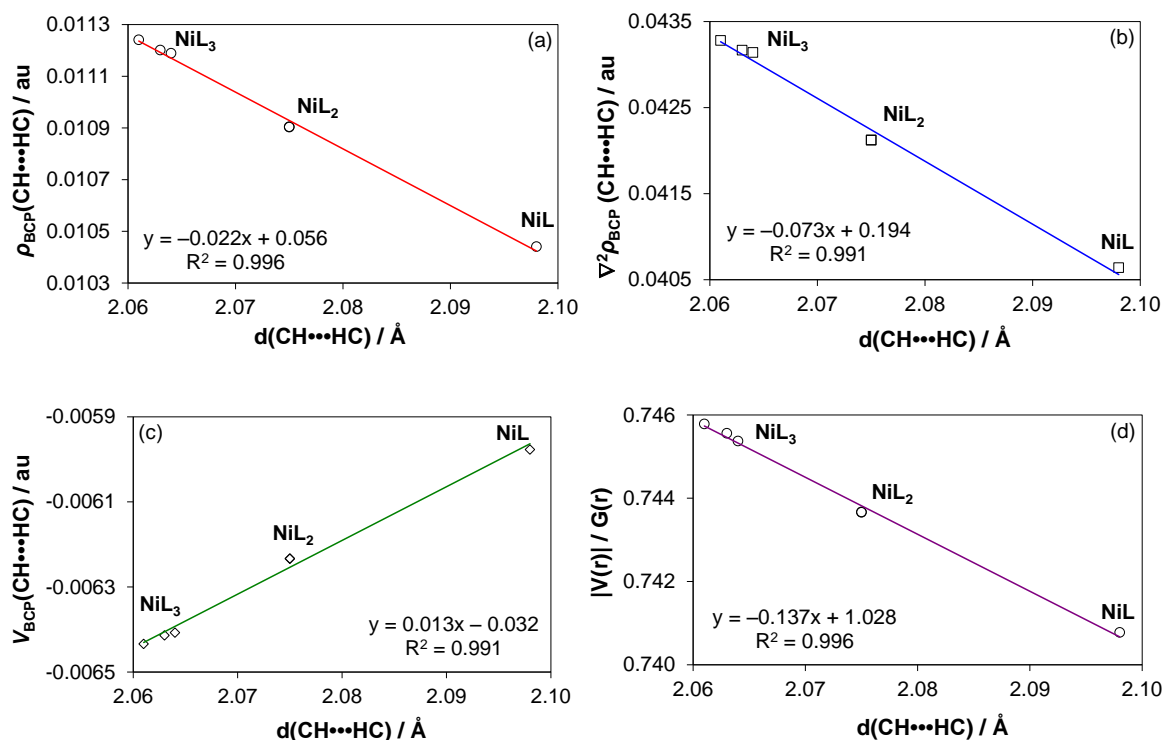 (a)
ρBCP(CH•••HC) / au
0.0113
0.0111
0.0109
0.0107
0.0105
0.0103
NiL₃
NiL₂
NiL
y = –0.022x + 0.056
R² = 0.996
2.06 2.07 2.08 2.09 2.10
d(CH•••HC) / Å
(b)
∇²ρBCP (CH•••HC) / au
0.0435
0.0425
0.0415
0.0405
NiL₃
NiL₂
NiL
y = –0.073x + 0.194
R² = 0.991
2.06 2.07 2.08 2.09 2.10
d(CH•••HC) / Å
(c)
VBCP(CH•••HC) / au
-0.0059
-0.0061
-0.0063
-0.0065
NiL
NiL₂
NiL₃
y = 0.013x – 0.032
R² = 0.991
2.06 2.07 2.08 2.09 2.10
d(CH•••HC) / Å
(d)
|V(r)| / G(r)
0.746
0.744
0.742
0.740
NiL₃
NiL₂
NiL
y = –0.137x + 1.028
R² = 0.996
2.06 2.07 2.08 2.09 2.10
d(CH•••HC) / Å